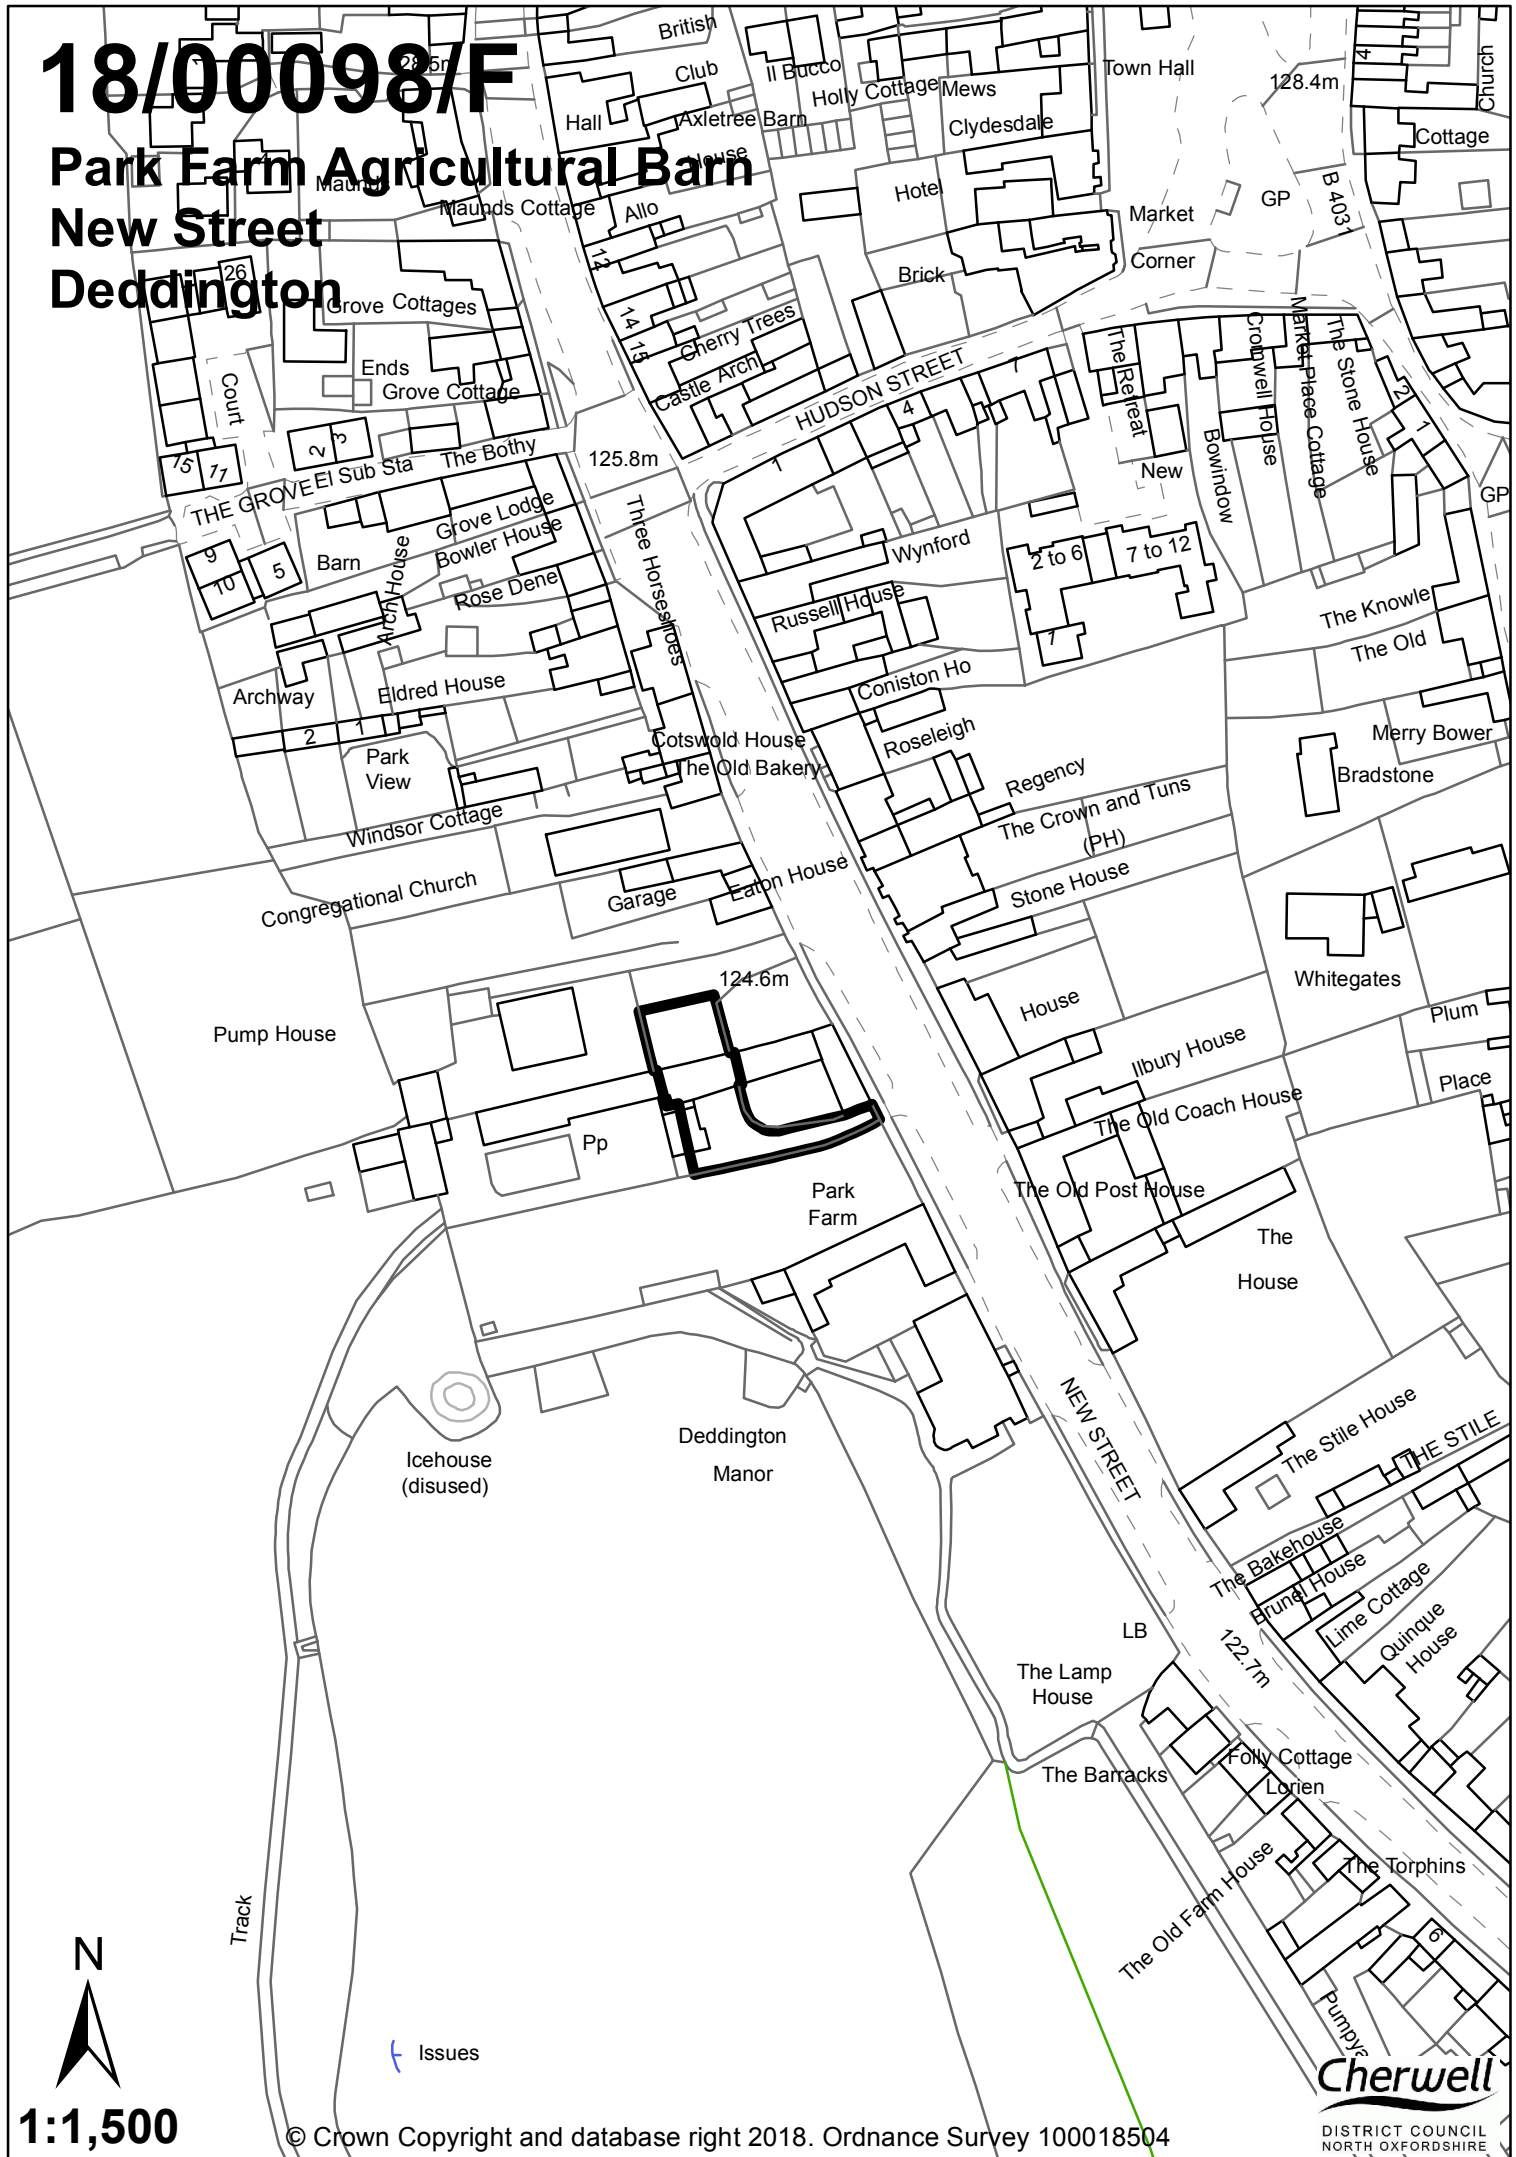 18/00098/F
Park Farm Agricultural Barn
New Street
Deddington
British
Club
Il Bucco
Holly Cottage
Mews
Town Hall
128.4m
4
Church
Hall
Axletree Barn
House
Clydesdale
Cottage
Maunds
Maunds Cottage
Allo
Hotel
Market
Corner
GP
B 4031
12
14
15
Brick
26
Grove Cottages
Ends
Grove Cottage
Court
Cherry Trees
Castle Arch
HUDSON STREET
7
4
1
The Retreat
New
Bowindow
Cromwell House
Market Place Cottage
The Stone House
2
1
GP
2
3
15
11
THE GROVE
El Sub Sta
The Bothy
125.8m
Grove Lodge
Bowler House
Rose Dene
Three Horseshoes
9
10
5
Barn
Arch House
Archway
Eldred House
2
1
Park
View
Wynford
Russell House
2 to 6
7 to 12
1
Coniston Ho
Roseleigh
Regency
The Knowle
The Old
Merry Bower
Bradstone
Cotswold House
The Old Bakery
Windsor Cottage
Congregational Church
Garage
Eaton House
The Crown and Tuns
(PH)
Stone House
Whitegates
Plum
Place
124.6m
House
Ilbury House
The Old Coach House
Pump House
Pp
Park
Farm
The Old Post House
The
House
Icehouse
(disused)
Deddington
Manor
NEW STREET
The Stile House
THE STILE
The Bakehouse
Brunel House
Lime Cottage
Quinque
House
LB
122.7m
The Lamp
House
The Barracks
Folly Cottage
Lorien
The Old Farm House
The Torphins
6
Track
N
1:1,500
Issues
© Crown Copyright and database right 2018. Ordnance Survey 100018504
Cherwell
DISTRICT COUNCIL
NORTH OXFORDSHIRE